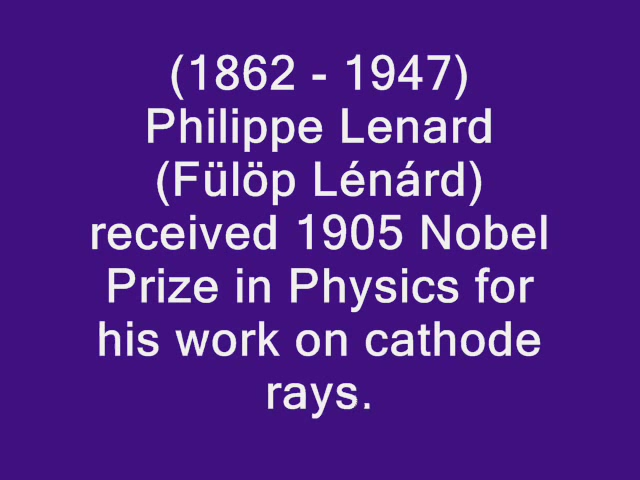 (1862 - 1947)
Philippe Lenard
(Fülöp Lénárd)
received 1905 Nobel
Prize in Physics for
his work on cathode
rays.